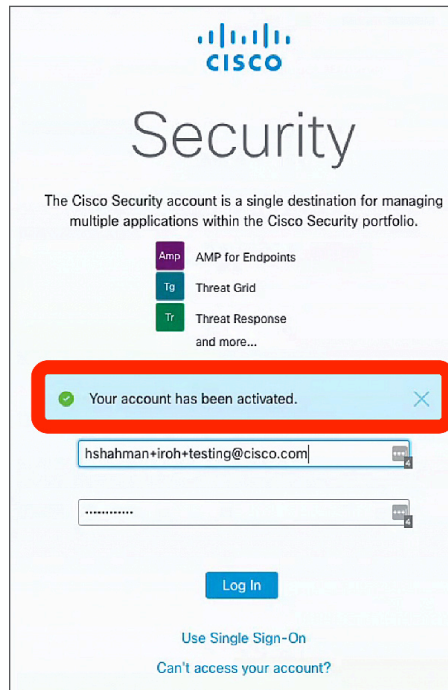 CISCO
Security
The Cisco Security account is a single destination for managing
multiple applications within the Cisco Security portfolio.
Amp AMP for Endpoints
Tg Threat Grid
Tr Threat Response
and more...
Your account has been activated.
hshahman+iroh+testing@cisco.com
4
............
4
Log In
Use Single Sign-On
Can't access your account?